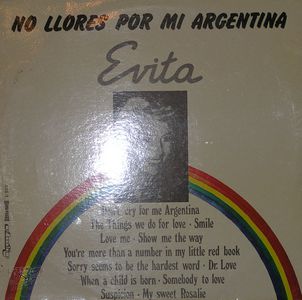 NO LLORES POR MI ARGENTINA
Evita
Don't cry for me Argentina
The Things we do for love · Smile
Love me · Show me the way
You're more than a number in my little red book
Sorry seems to be the hardest word · Dr. Love
When a child is born · Somebody to love
Suspicion · My sweet Rosalie